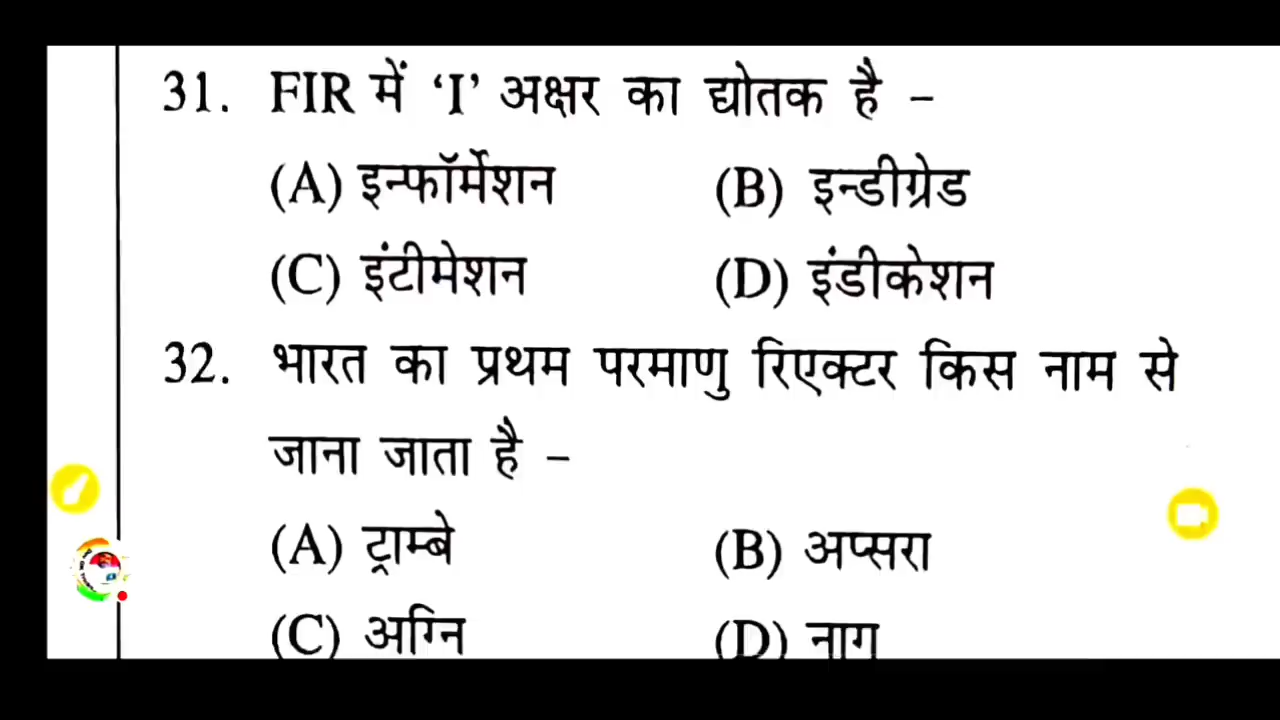 31. FIR में ‘I’ अक्षर का द्योतक है –
(A) इन्फॉर्मेशन (B) इन्डीग्रेड
(C) इंटीमेशन (D) इंडीकेशन
32. भारत का प्रथम परमाणु रिएक्टर किस नाम से
जाना जाता है –
(A) ट्राम्बे (B) अप्सरा
(C) अग्नि (D) नाग